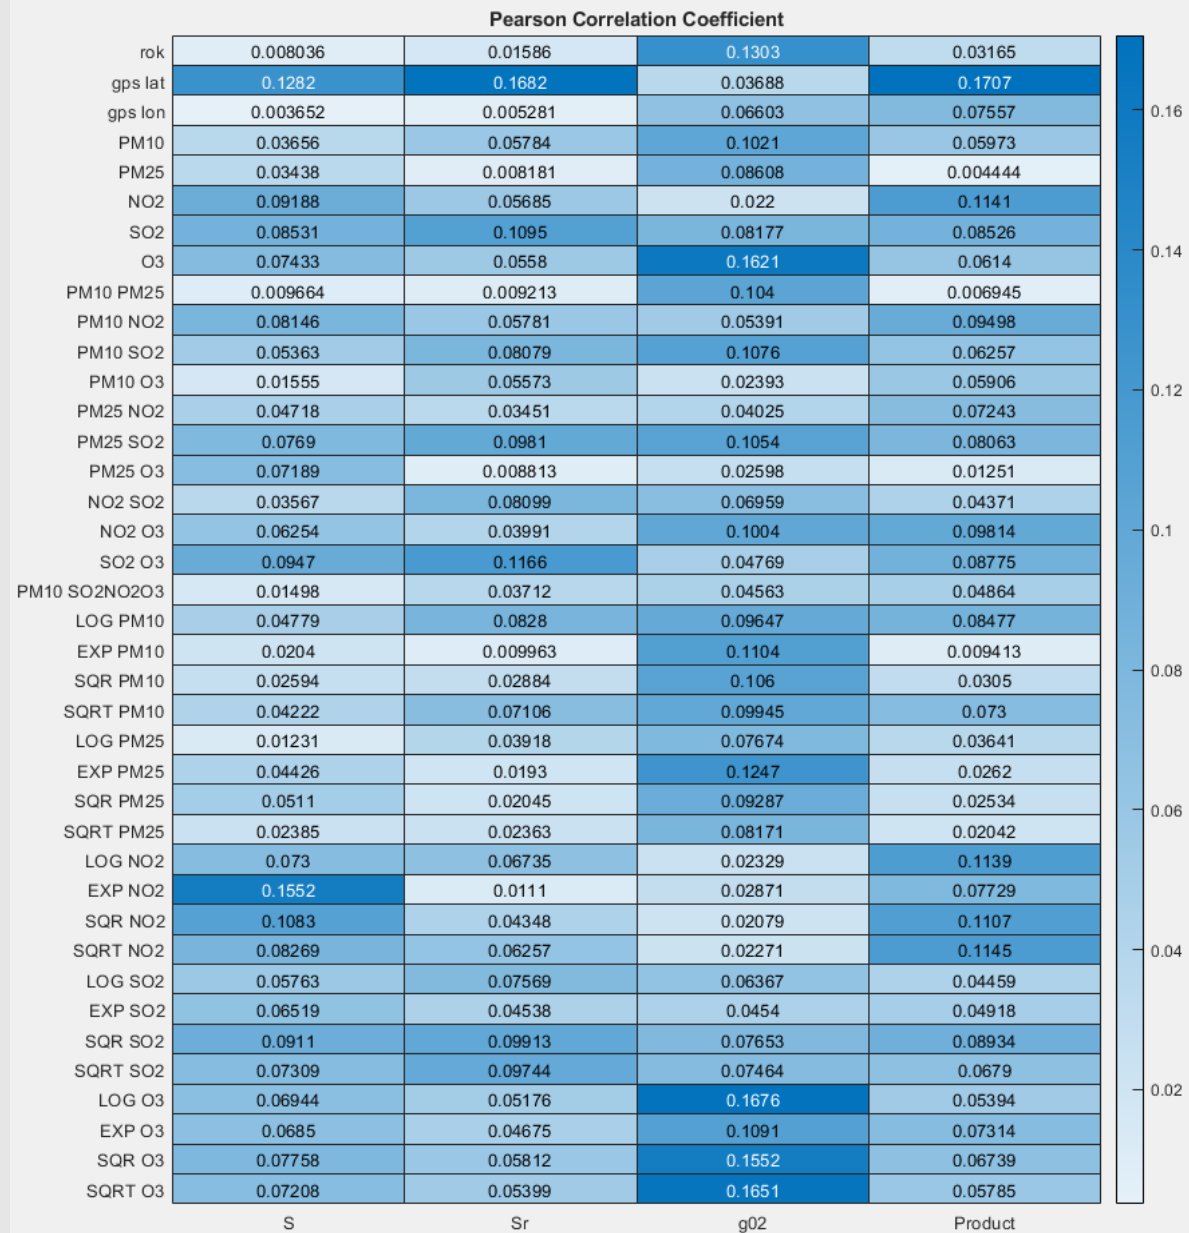 Pearson Correlation Coefficient
rok 0.008036 0.01586 0.1303 0.03165
gps lat 0.1282 0.1682 0.03688 0.1707
gps lon 0.003652 0.005281 0.06603 0.07557
PM10 0.03656 0.05784 0.1021 0.05973
PM25 0.03438 0.008181 0.08608 0.004444
NO2 0.09188 0.05685 0.022 0.1141
SO2 0.08531 0.1095 0.08177 0.08526
O3 0.07433 0.0558 0.1621 0.0614
PM10 PM25 0.009664 0.009213 0.104 0.006945
PM10 NO2 0.08146 0.05781 0.05391 0.09498
PM10 SO2 0.05363 0.08079 0.1076 0.06257
PM10 O3 0.01555 0.05573 0.02393 0.05906
PM25 NO2 0.04718 0.03451 0.04025 0.07243
PM25 SO2 0.0769 0.0981 0.1054 0.08063
PM25 O3 0.07189 0.008813 0.02598 0.01251
NO2 SO2 0.03567 0.08099 0.06959 0.04371
NO2 O3 0.06254 0.03991 0.1004 0.09814
SO2 O3 0.0947 0.1166 0.04769 0.08775
PM10 SO2NO2O3 0.01498 0.03712 0.04563 0.04864
LOG PM10 0.04779 0.0828 0.09647 0.08477
EXP PM10 0.0204 0.009963 0.1104 0.009413
SQR PM10 0.02594 0.02884 0.106 0.0305
SQRT PM10 0.04222 0.07106 0.09945 0.073
LOG PM25 0.01231 0.03918 0.07674 0.03641
EXP PM25 0.04426 0.0193 0.1247 0.0262
SQR PM25 0.0511 0.02045 0.09287 0.02534
SQRT PM25 0.02385 0.02363 0.08171 0.02042
LOG NO2 0.073 0.06735 0.02329 0.1139
EXP NO2 0.1552 0.0111 0.02871 0.07729
SQR NO2 0.1083 0.04348 0.02079 0.1107
SQRT NO2 0.08269 0.06257 0.02271 0.1145
LOG SO2 0.05763 0.07569 0.06367 0.04459
EXP SO2 0.06519 0.04538 0.0454 0.04918
SQR SO2 0.0911 0.09913 0.07653 0.08934
SQRT SO2 0.07309 0.09744 0.07464 0.0679
LOG O3 0.06944 0.05176 0.1676 0.05394
EXP O3 0.0685 0.04675 0.1091 0.07314
SQR O3 0.07758 0.05812 0.1552 0.06739
SQRT O3 0.07208 0.05399 0.1651 0.05785
S Sr g02 Product
0.16
0.14
0.12
0.1
0.08
0.06
0.04
0.02